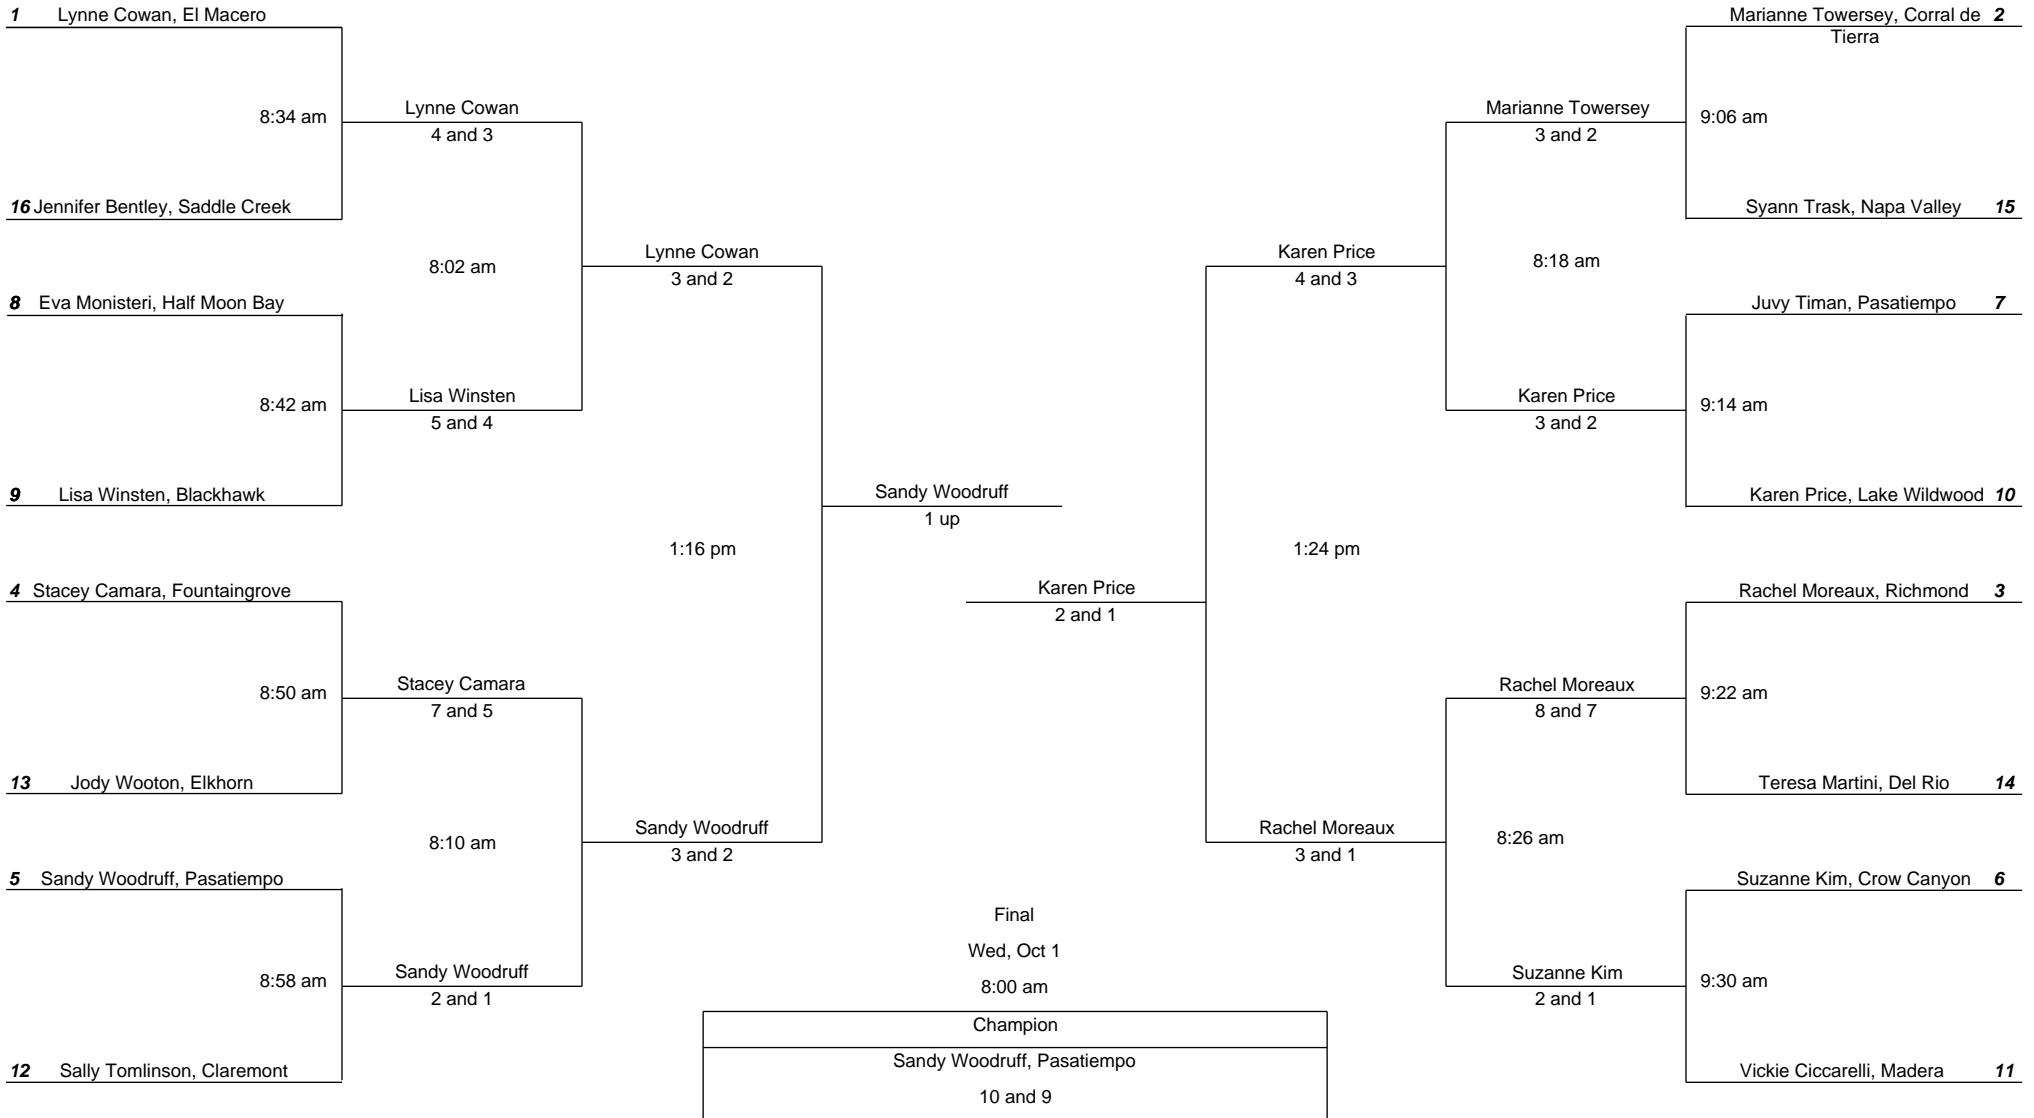 1 Lynne Cowan, El Macero
8:34 am
Lynne Cowan
4 and 3
16 Jennifer Bentley, Saddle Creek
8:02 am
Lynne Cowan
3 and 2
8 Eva Monisteri, Half Moon Bay
8:42 am
Lisa Winsten
5 and 4
9 Lisa Winsten, Blackhawk
Sandy Woodruff
1 up
1:16 pm
4 Stacey Camara, Fountaingrove
8:50 am
Stacey Camara
7 and 5
13 Jody Wooton, Elkhorn
8:10 am
Sandy Woodruff
3 and 2
5 Sandy Woodruff, Pasatiempo
8:58 am
Sandy Woodruff
2 and 1
12 Sally Tomlinson, Claremont
Marianne Towersey, Corral de 2
Tierra
Marianne Towersey
3 and 2
9:06 am
Syann Trask, Napa Valley 15
Karen Price
4 and 3
8:18 am
Juvy Timan, Pasatiempo 7
Karen Price
3 and 2
9:14 am
Karen Price, Lake Wildwood 10
1:24 pm
Karen Price
2 and 1
Rachel Moreaux, Richmond 3
Rachel Moreaux
8 and 7
9:22 am
Teresa Martini, Del Rio 14
Rachel Moreaux
3 and 1
8:26 am
Suzanne Kim, Crow Canyon 6
Suzanne Kim
2 and 1
9:30 am
Vickie Ciccarelli, Madera 11
Final
Wed, Oct 1
8:00 am
Champion
Sandy Woodruff, Pasatiempo
10 and 9